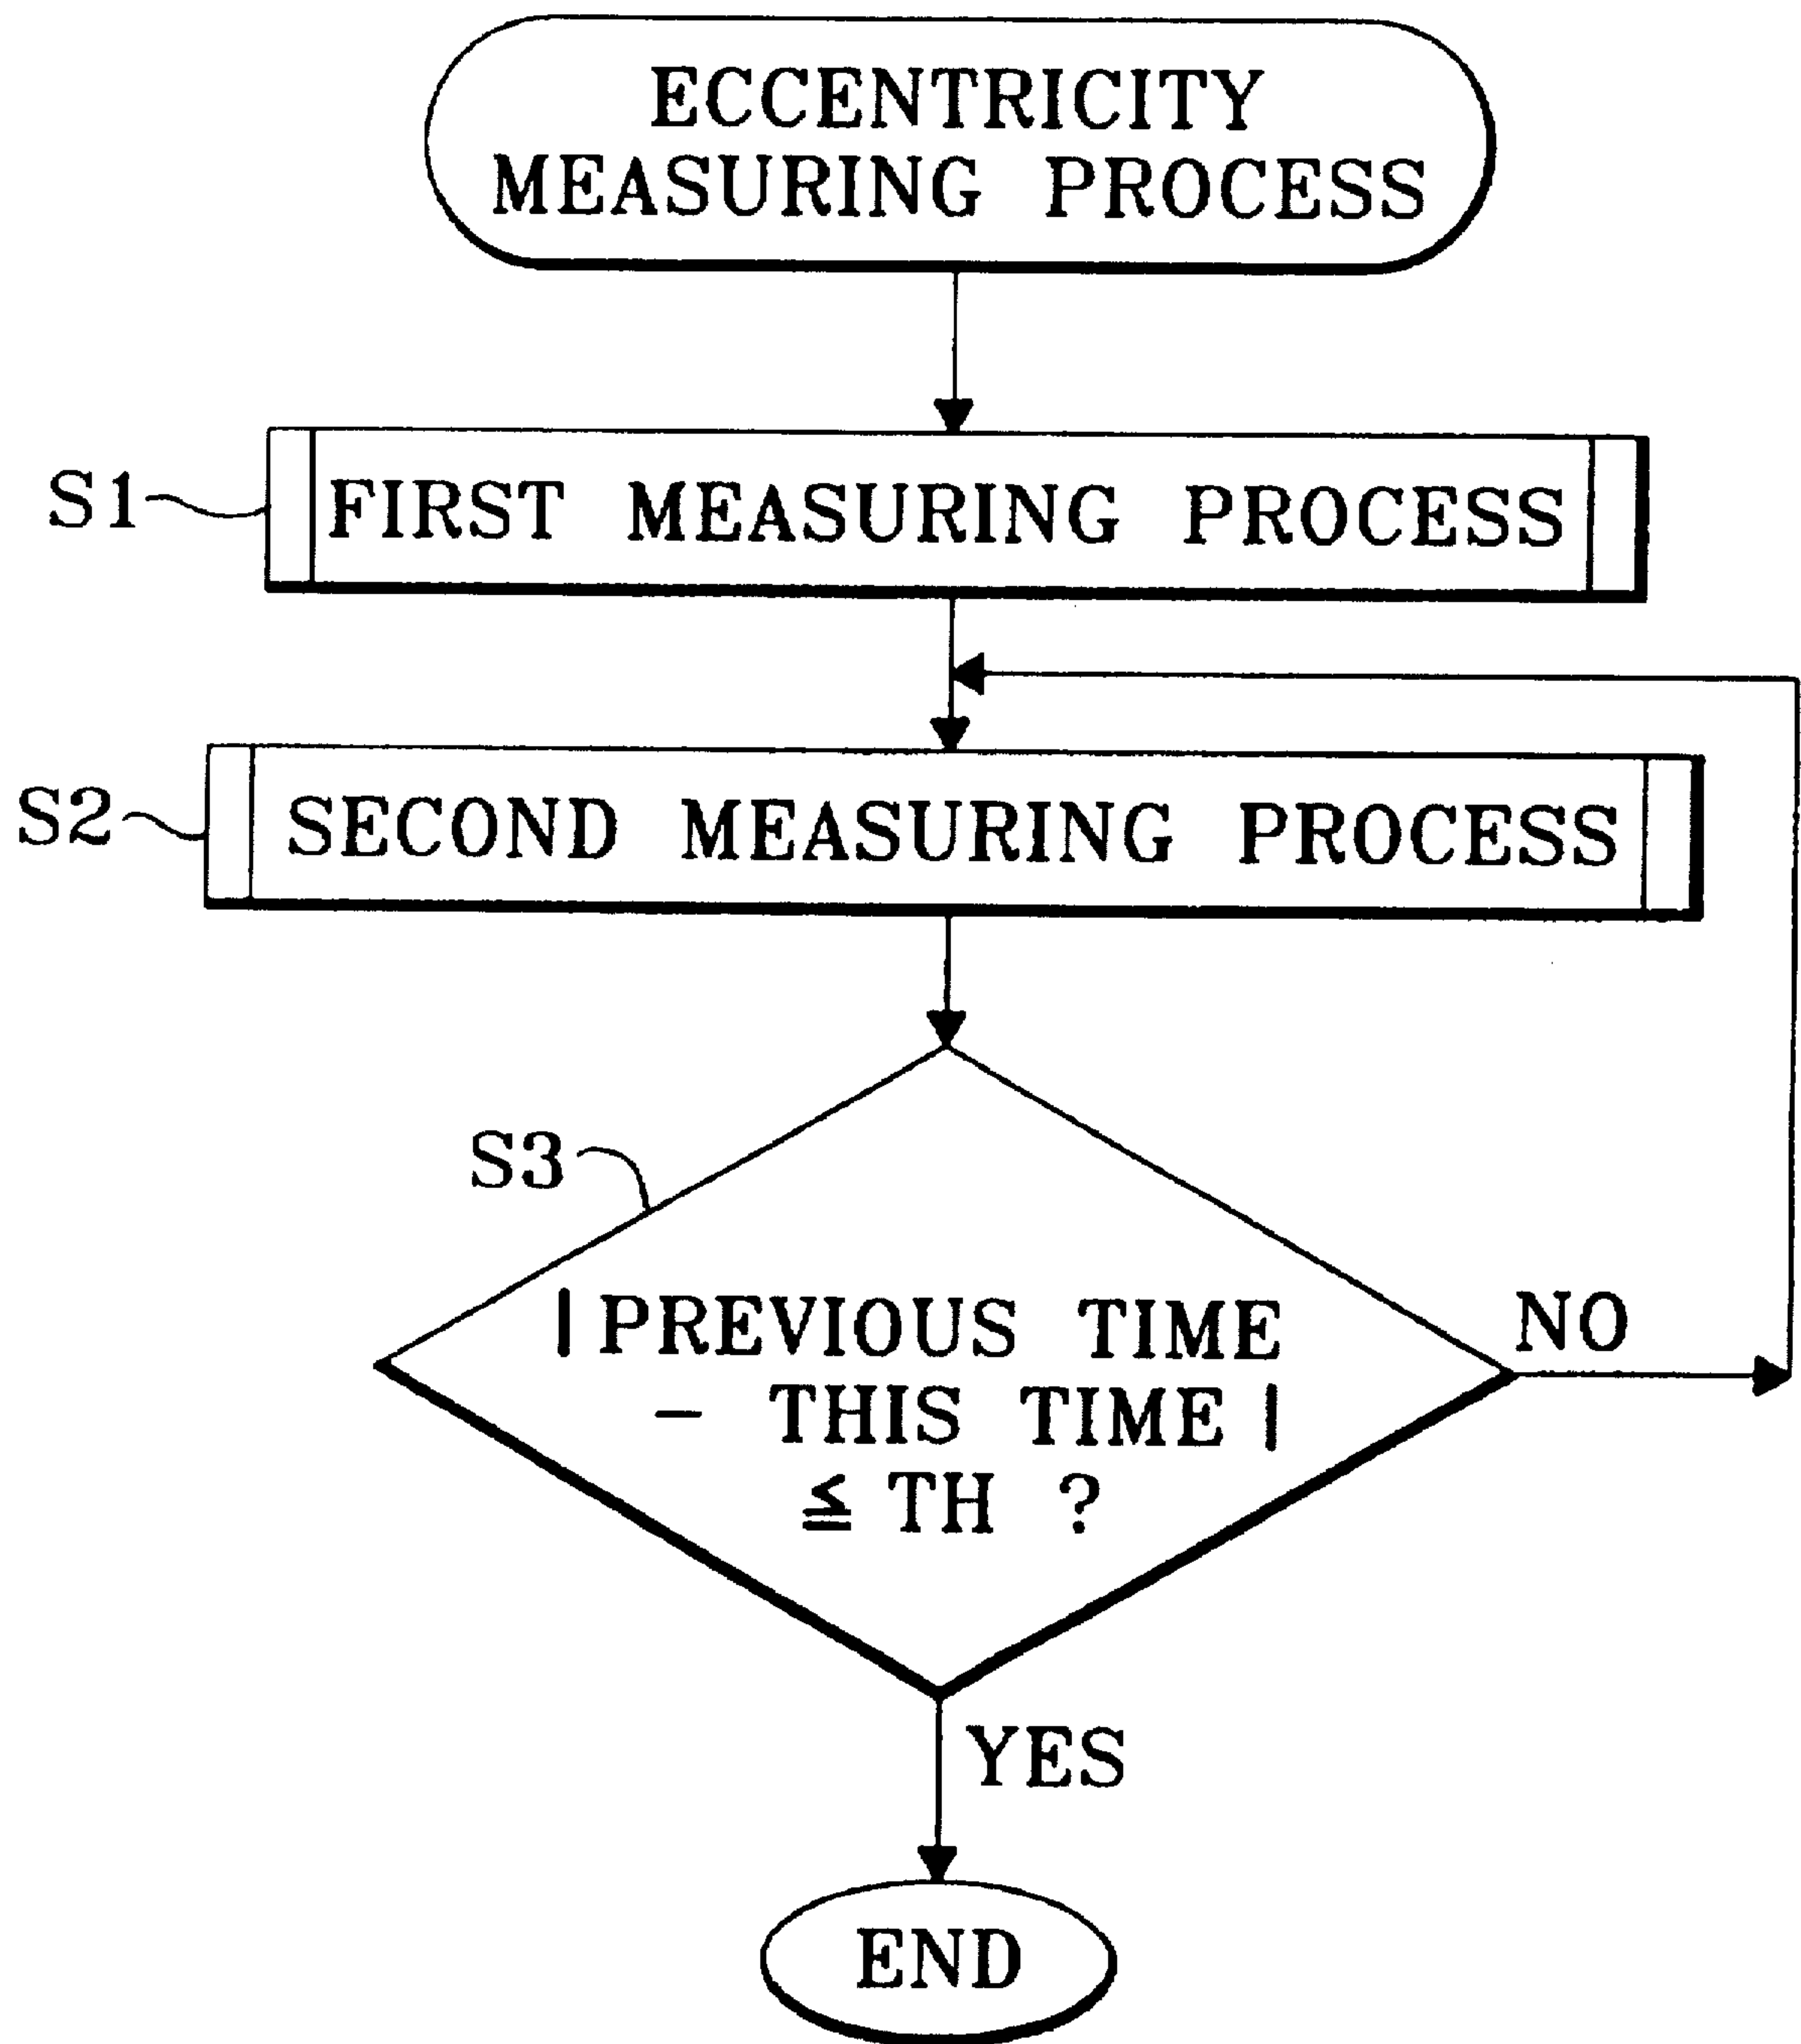 ECCENTRICITY
MEASURING PROCESS
S1
FIRST MEASURING PROCESS
S2
SECOND MEASURING PROCESS
S3
| PREVIOUS TIME
− THIS TIME |
≦ TH ?
NO
YES
END